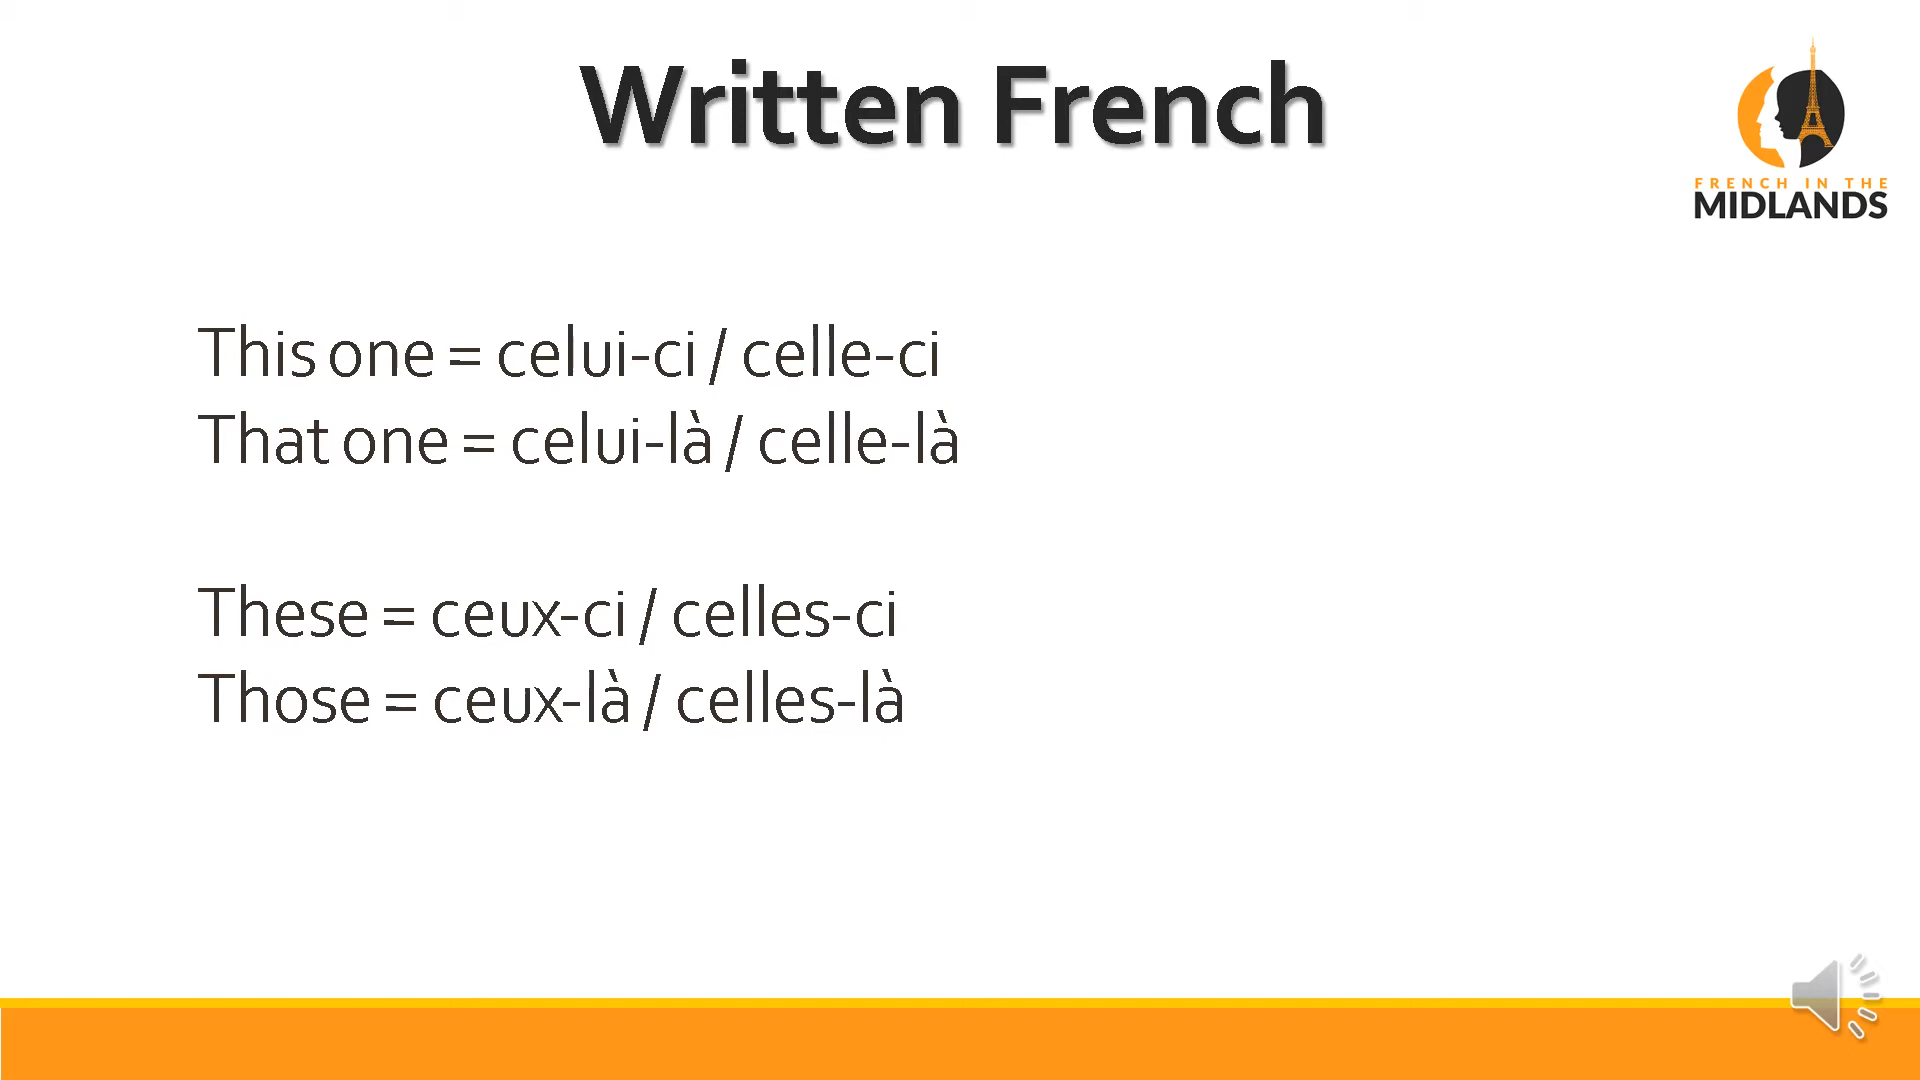 Written French
FRENCH IN THE
MIDLANDS
This one = celui-ci / celle-ci
That one = celui-là / celle-là
These = ceux-ci / celles-ci
Those = ceux-là / celles-là